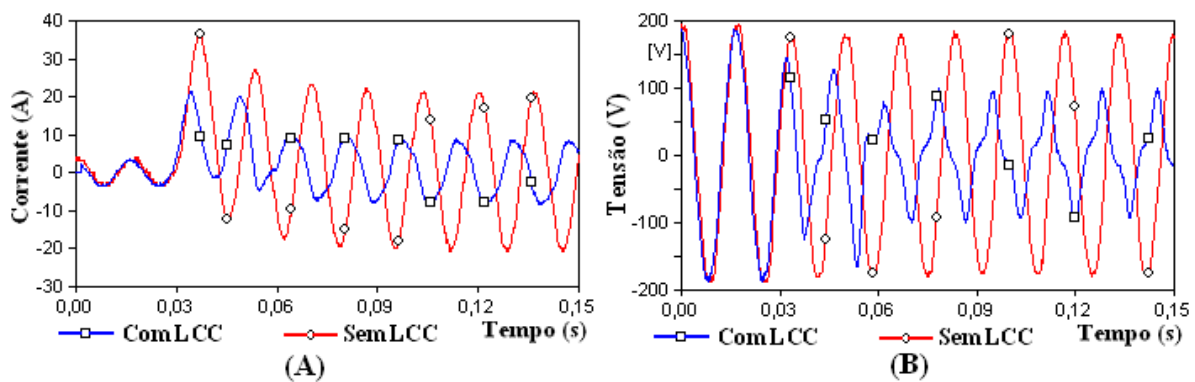 Corrente (A)
40
30
20
10
0
-10
-20
-30
0,00 0,03 0,06 0,09 0,12 0,15
Com LCC Sem LCC Tempo (s)
(A)
Tensão (V)
200
[V]
100
0
-100
-200
0,00 0,03 0,06 0,09 0,12 0,15
Com LCC Sem LCC Tempo (s)
(B)